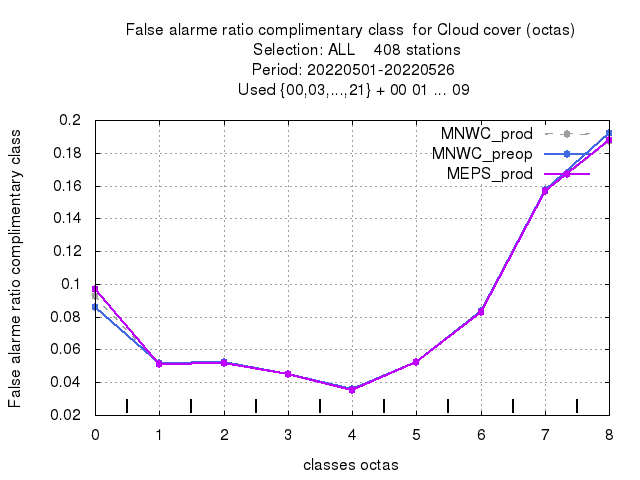 False alarme ratio complimentary class  for Cloud cover (octas)
Selection: ALL    408 stations
Period: 20220501-20220526
Used {00,03,...,21} + 00 01 ... 09
False alarme ratio complimentary class
0.2
0.18
0.16
0.14
0.12
0.1
0.08
0.06
0.04
0.02
MNWC_prod
MNWC_preop
MEPS_prod
0 1 2 3 4 5 6 7 8
classes octas